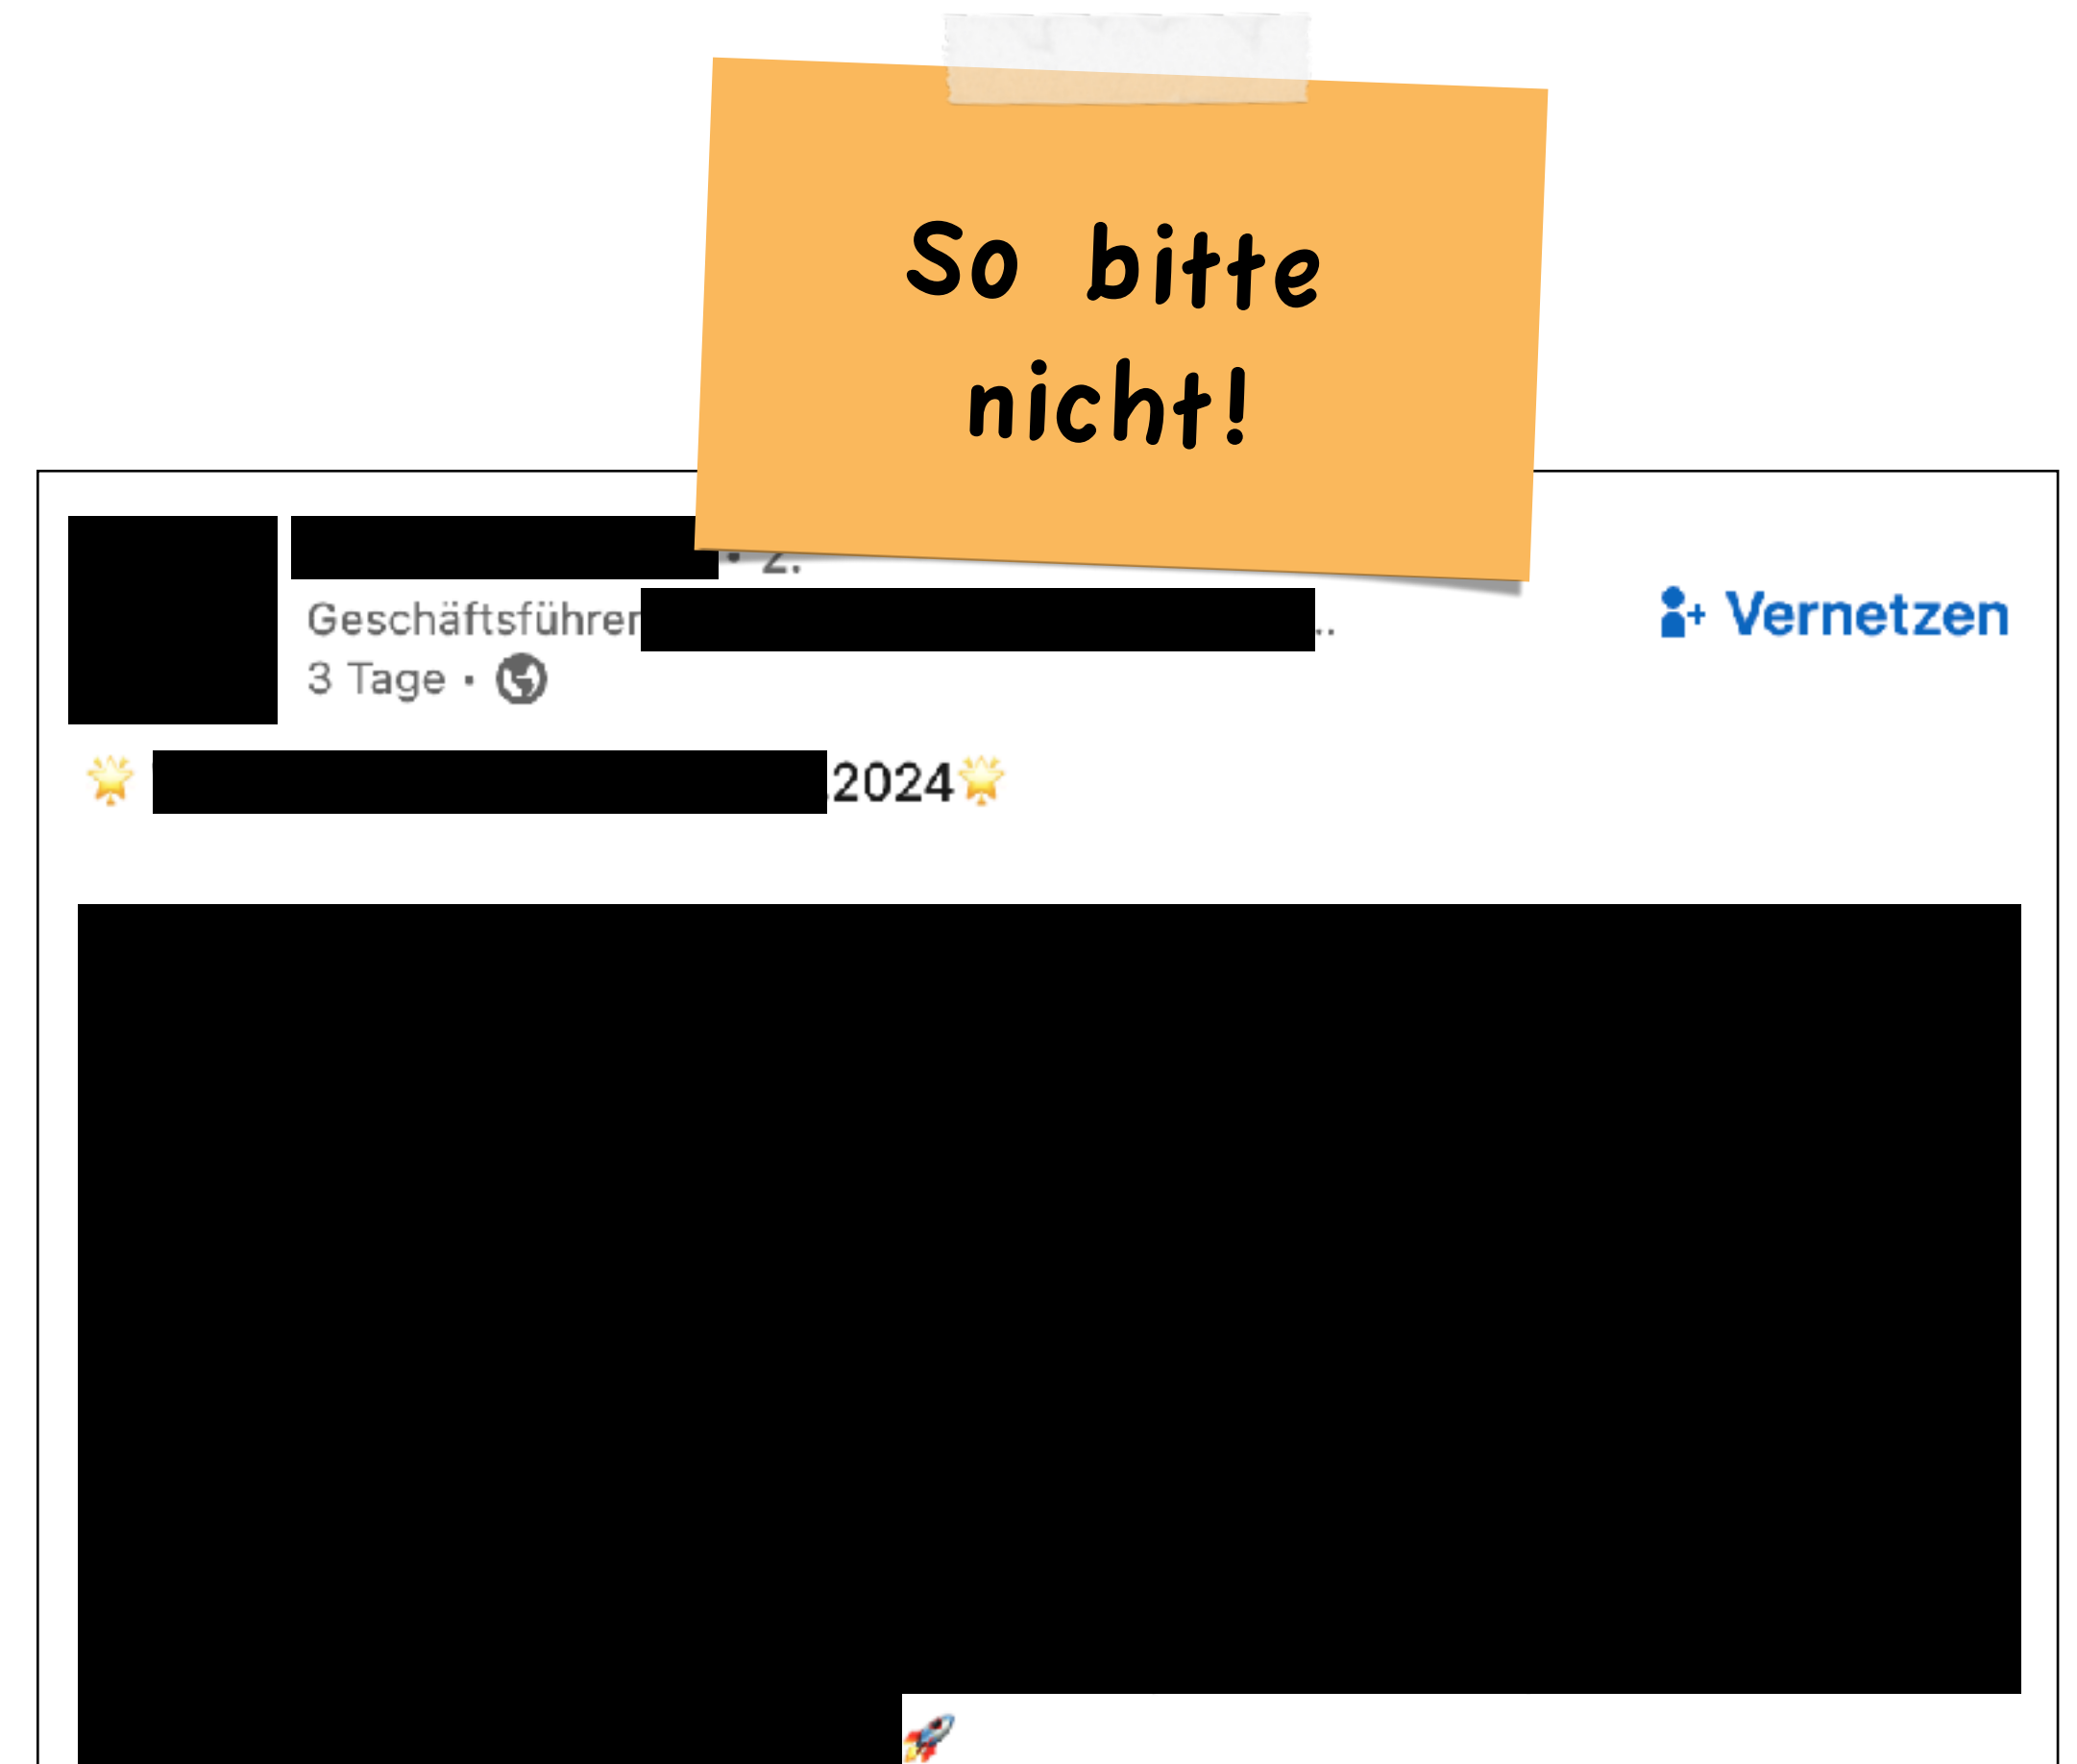 So bitte
nicht!
• 2.
Geschäftsführer ..
Vernetzen
3 Tage •
🌟 2024🌟
🚀